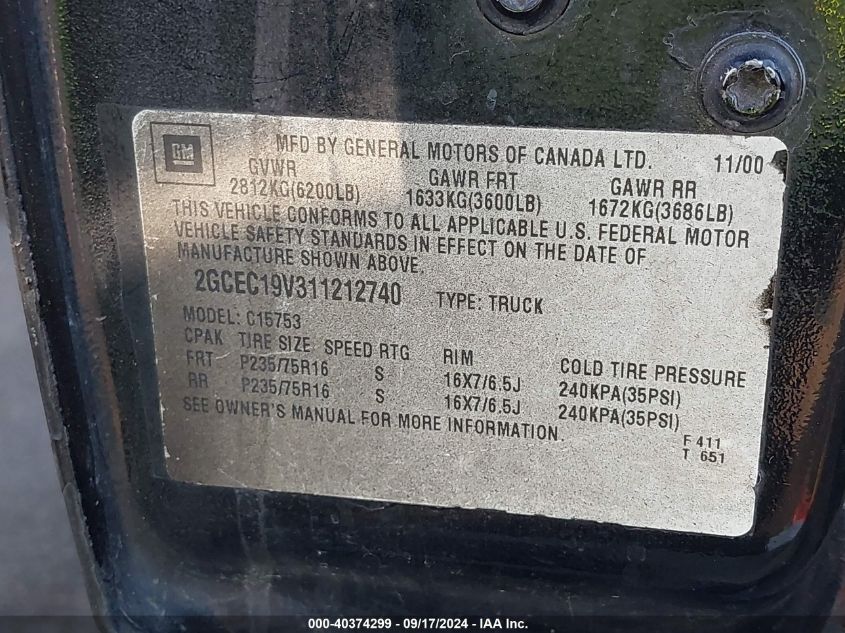 GM
MFD BY GENERAL MOTORS OF CANADA LTD. 11/00
GVWR GAWR FRT GAWR RR
2812KG(6200LB) 1633KG(3600LB) 1672KG(3686LB)
THIS VEHICLE CONFORMS TO ALL APPLICABLE U.S. FEDERAL MOTOR
VEHICLE SAFETY STANDARDS IN EFFECT ON THE DATE OF
MANUFACTURE SHOWN ABOVE.
2GCEC19V311212740 TYPE: TRUCK
MODEL: C15753
CPAK TIRE SIZE SPEED RTG RIM COLD TIRE PRESSURE
FRT P235/75R16 S 16X7/6.5J 240KPA(35PSI)
RR P235/75R16 S 16X7/6.5J 240KPA(35PSI)
SEE OWNER'S MANUAL FOR MORE INFORMATION.
F 411
T 651
000-40374299 - 09/17/2024 - IAA Inc.